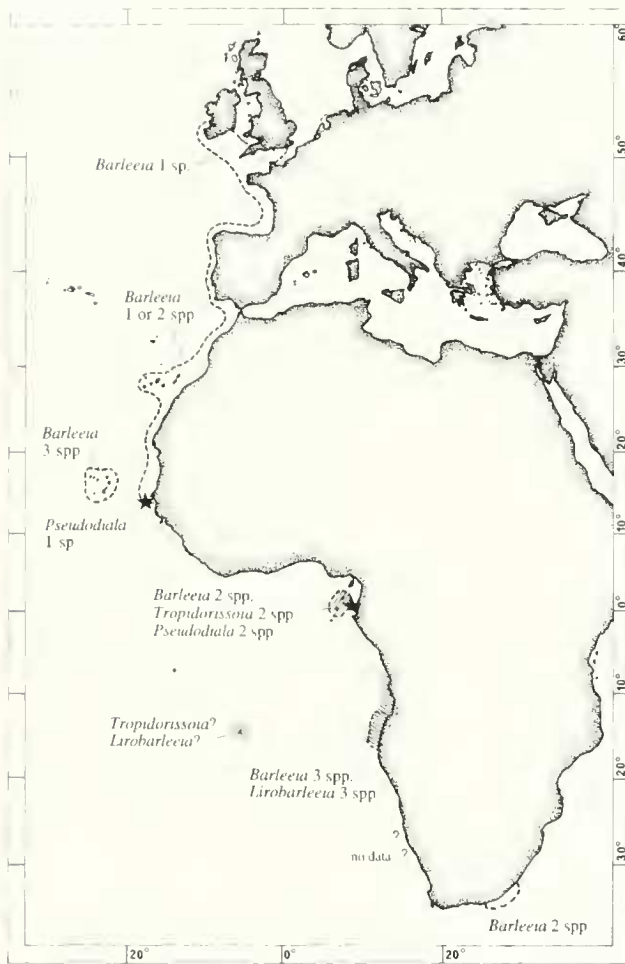 60°
Barleeia 1 sp.
50°
40°
Barleeia
1 or 2 spp
30°
Barleeia
3 spp
20°
Pseudodiala
1 sp
10°
Barleeia 2 spp.
Tropidorissoia 2 spp
Pseudodiala 2 spp
0°
10°
Tropidorissoia?
Lirobarleeia?
20°
Barleeia 3 spp.
Lirobarleeia 3 spp
?
no data
?
30°
Barleeia 2 spp
20°
0°
20°